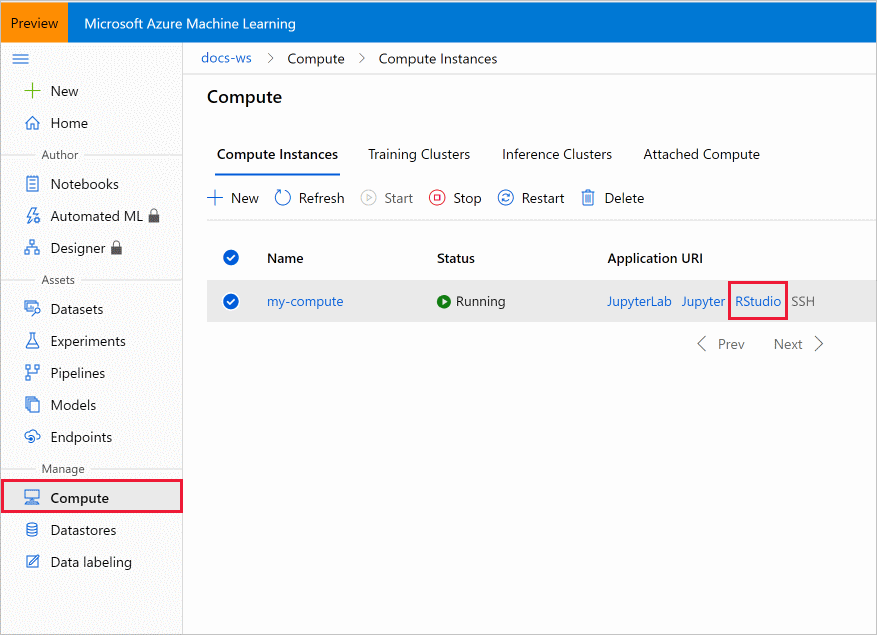 Preview Microsoft Azure Machine Learning
docs-ws > Compute > Compute Instances
New
Home
Author
Notebooks
Automated ML
Designer
Assets
Datasets
Experiments
Pipelines
Models
Endpoints
Manage
Compute
Datastores
Data labeling
Compute
Compute Instances Training Clusters Inference Clusters Attached Compute
New Refresh Start Stop Restart Delete
Name Status Application URI
my-compute Running JupyterLab Jupyter RStudio SSH
< Prev Next >